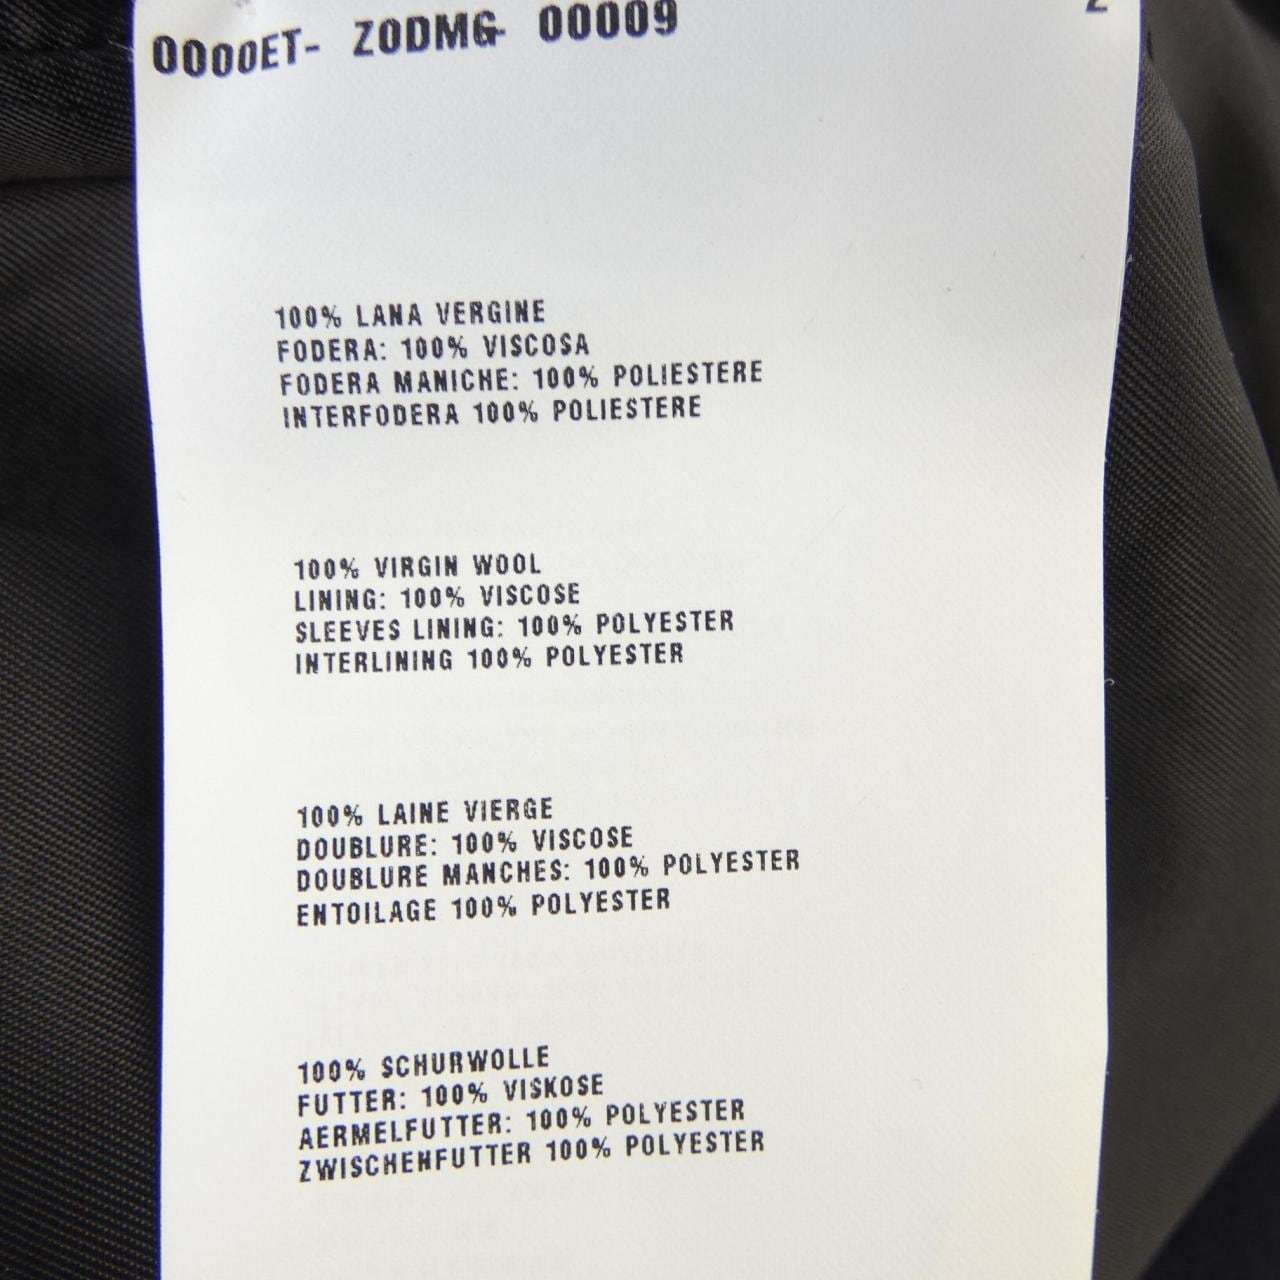 0000ET- Z0DMG- 00009
100% LANA VERGINE
FODERA: 100% VISCOSA
FODERA MANICHE: 100% POLIESTERE
INTERFODERA 100% POLIESTERE
100% VIRGIN WOOL
LINING: 100% VISCOSE
SLEEVES LINING: 100% POLYESTER
INTERLINING 100% POLYESTER
100% LAINE VIERGE
DOUBLURE: 100% VISCOSE
DOUBLURE MANCHES: 100% POLYESTER
ENTOILAGE 100% POLYESTER
100% SCHURWOLLE
FUTTER: 100% VISKOSE
AERMELFUTTER: 100% POLYESTER
ZWISCHENFUTTER 100% POLYESTER